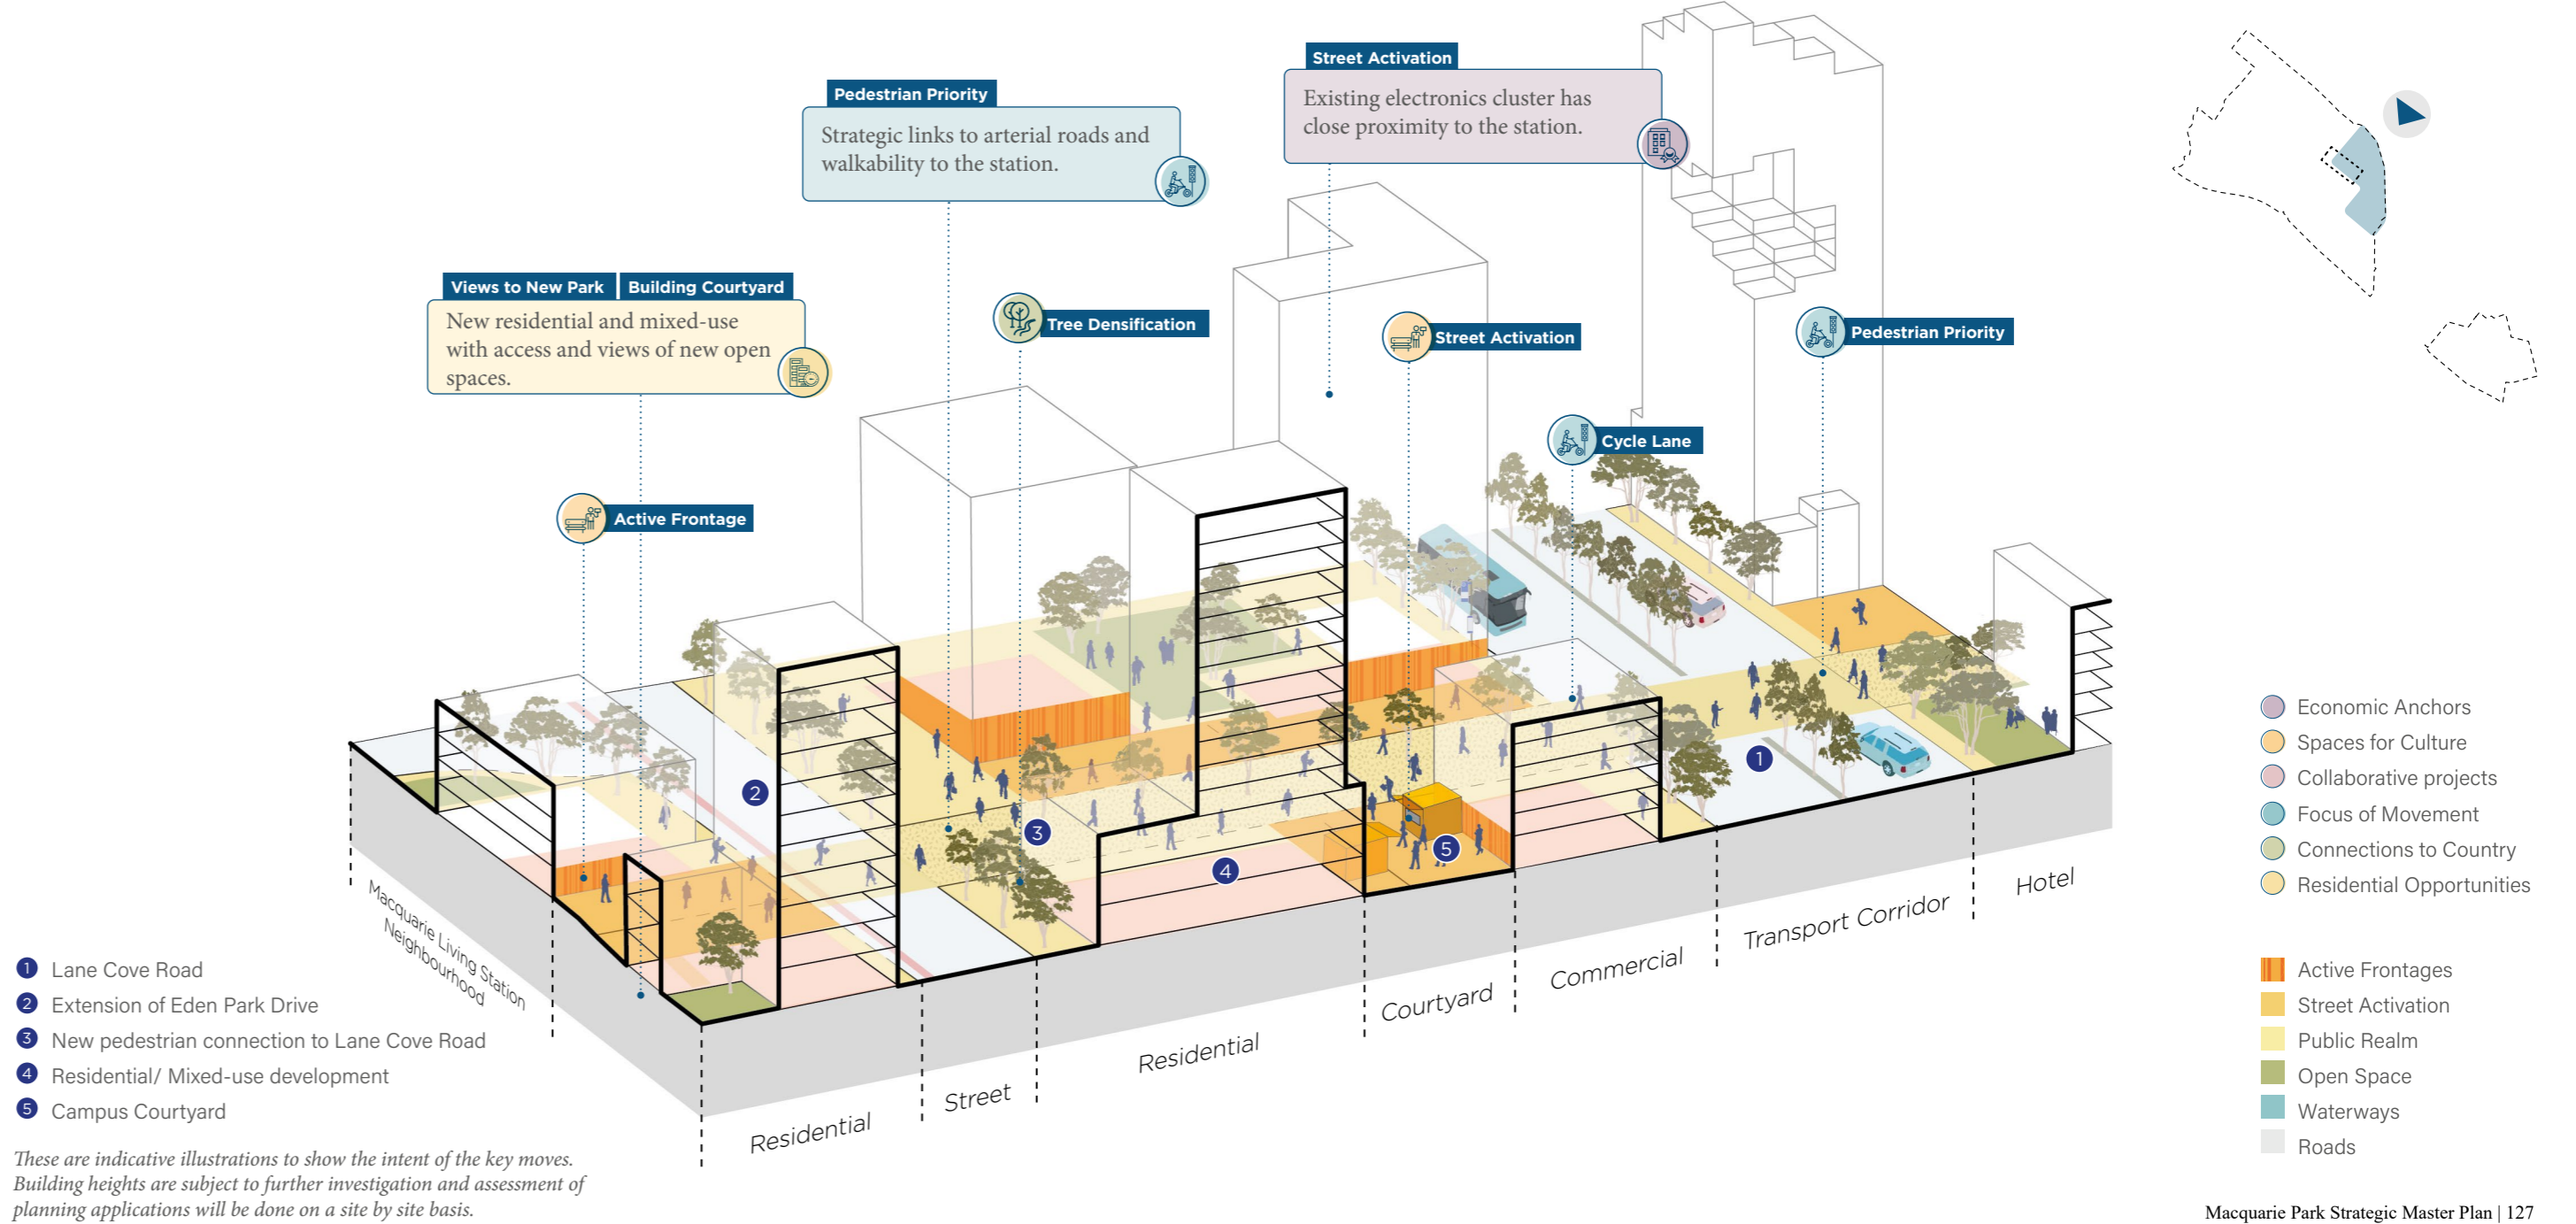 Street Activation
Existing electronics cluster has
close proximity to the station.
Pedestrian Priority
Strategic links to arterial roads and
walkability to the station.
Views to New Park
Building Courtyard
New residential and mixed-use
with access and views of new open
spaces.
Tree Densification
Street Activation
Pedestrian Priority
Cycle Lane
Active Frontage
2
3
4
5
1
Macquarie Living Station
Neighbourhood
Residential
Street
Residential
Courtyard
Commercial
Transport Corridor
Hotel
1 Lane Cove Road
2 Extension of Eden Park Drive
3 New pedestrian connection to Lane Cove Road
4 Residential/ Mixed-use development
5 Campus Courtyard
These are indicative illustrations to show the intent of the key moves.
Building heights are subject to further investigation and assessment of
planning applications will be done on a site by site basis.
Economic Anchors
Spaces for Culture
Collaborative projects
Focus of Movement
Connections to Country
Residential Opportunities
Active Frontages
Street Activation
Public Realm
Open Space
Waterways
Roads
Macquarie Park Strategic Master Plan | 127